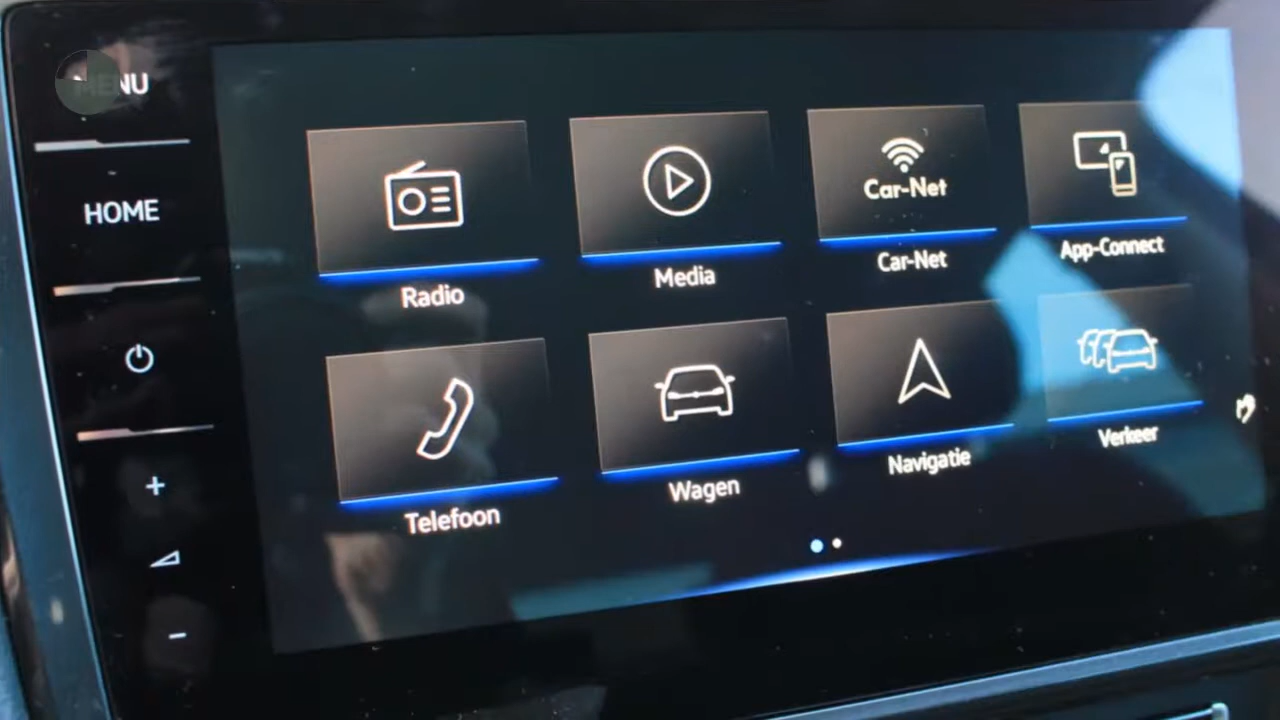 MENU
HOME
Car-Net
Radio
Media
Car-Net
App-Connect
Telefoon
Wagen
Navigatie
Verkeer